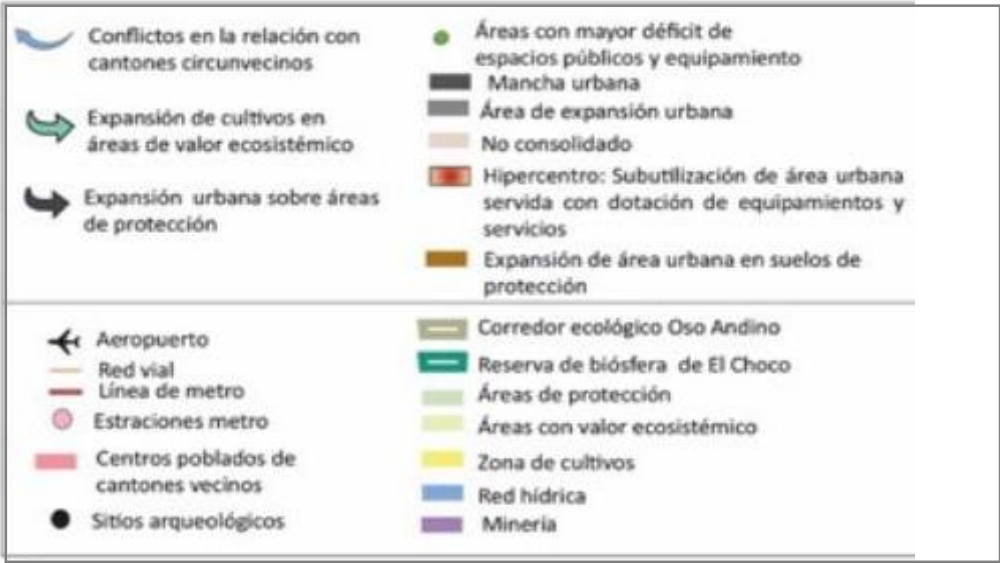 Conflictos en la relación con
cantones circunvecinos
Expansión de cultivos en
áreas de valor ecosistémico
Expansión urbana sobre áreas
de protección
Áreas con mayor déficit de
espacios públicos y equipamiento
Mancha urbana
Área de expansión urbana
No consolidado
Hipercentro: Subutilización de área urbana
servida con dotación de equipamientos y
servicios
Expansión de área urbana en suelos de
protección
Aeropuerto
Red vial
Línea de metro
Estraciones metro
Centros poblados de
cantones vecinos
Sitios arqueológicos
Corredor ecológico Oso Andino
Reserva de biósfera de El Choco
Áreas de protección
Áreas con valor ecosistémico
Zona de cultivos
Red hídrica
Minería